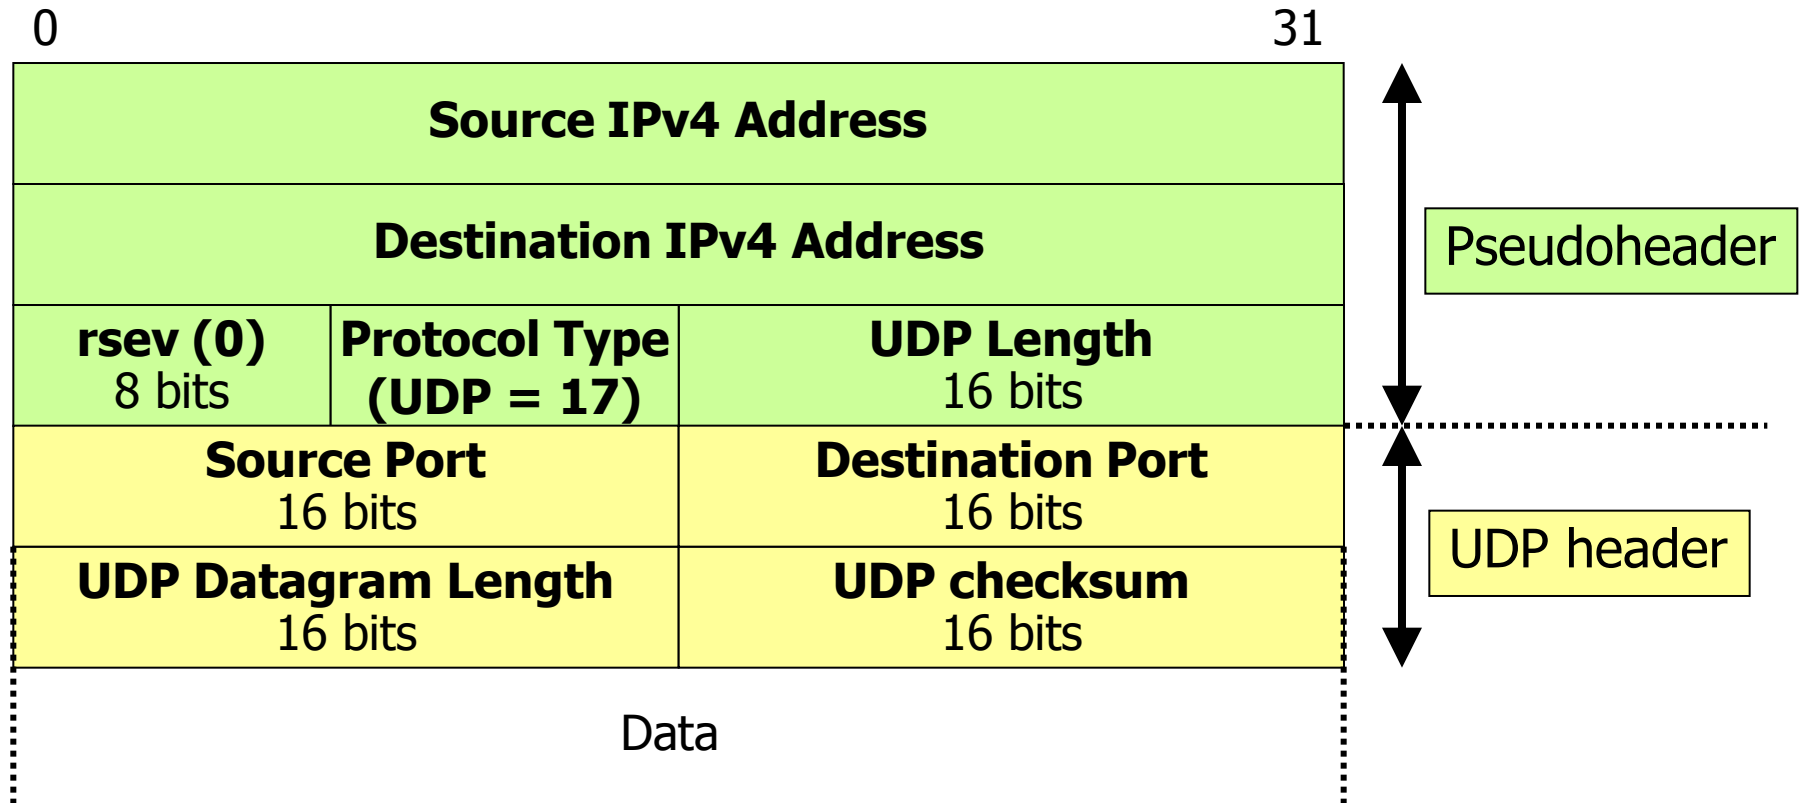 0
31
Source IPv4 Address
Destination IPv4 Address
Pseudoheader
rsev (0)
8 bits
Protocol Type
(UDP = 17)
UDP Length
16 bits
Source Port
16 bits
Destination Port
16 bits
UDP header
UDP Datagram Length
16 bits
UDP checksum
16 bits
Data